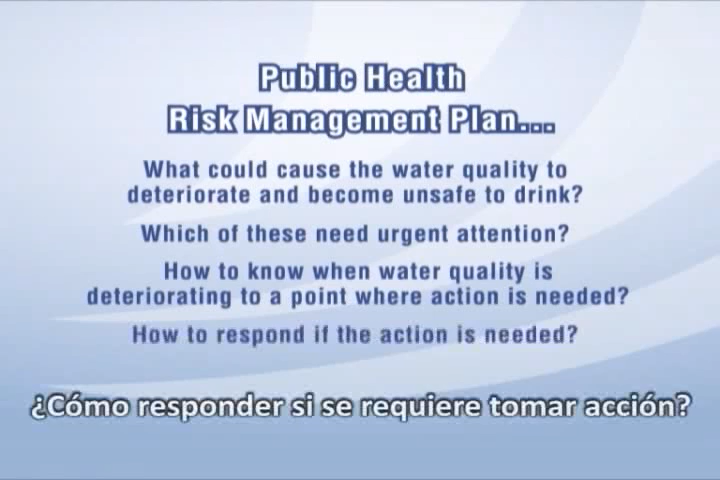 Public Health
Risk Management Plan...
What could cause the water quality to
deteriorate and become unsafe to drink?
Which of these need urgent attention?
How to know when water quality is
deteriorating to a point where action is needed?
How to respond if the action is needed?
¿Cómo responder si se requiere tomar acción?